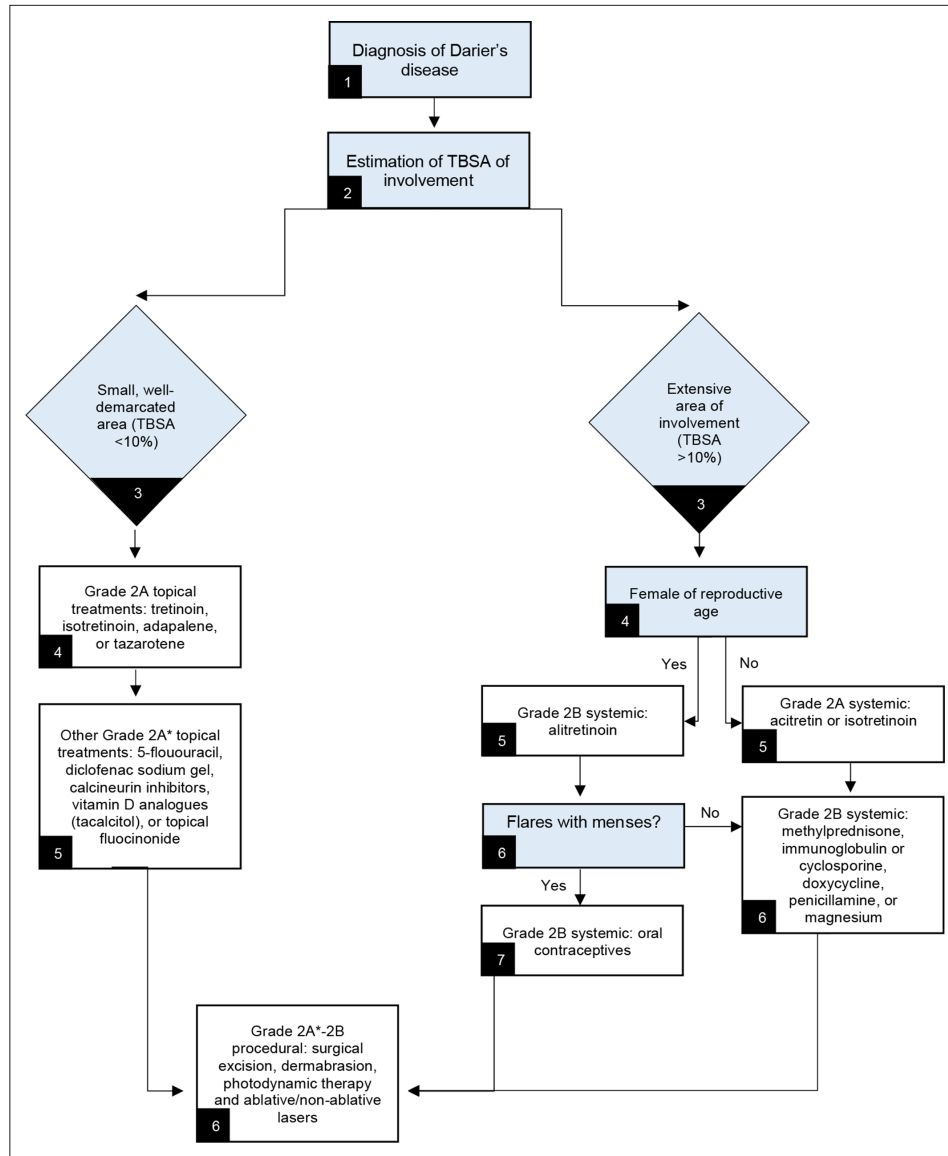 Diagnosis of Darier's
disease
1
Estimation of TBSA of
involvement
2
Small, well-
demarcated
area (TBSA
<10%)
3
Extensive
area of
involvement
(TBSA
>10%)
3
Grade 2A topical
treatments: tretinoin,
isotretinoin, adapalene,
or tazarotene
4
Female of reproductive
age
4
Yes
No
Other Grade 2A* topical
treatments: 5-flououracil,
diclofenac sodium gel,
calcineurin inhibitors,
vitamin D analogues
(tacalcitol), or topical
fluocinonide
5
Grade 2B systemic:
alitretinoin
5
Grade 2A systemic:
acitretin or isotretinoin
5
Flares with menses?
6
No
Yes
Grade 2B systemic:
methylprednisone,
immunoglobulin or
cyclosporine,
doxycycline,
penicillamine, or
magnesium
6
Grade 2B systemic: oral
contraceptives
7
Grade 2A*-2B
procedural: surgical
excision, dermabrasion,
photodynamic therapy
and ablative/non-ablative
lasers
6